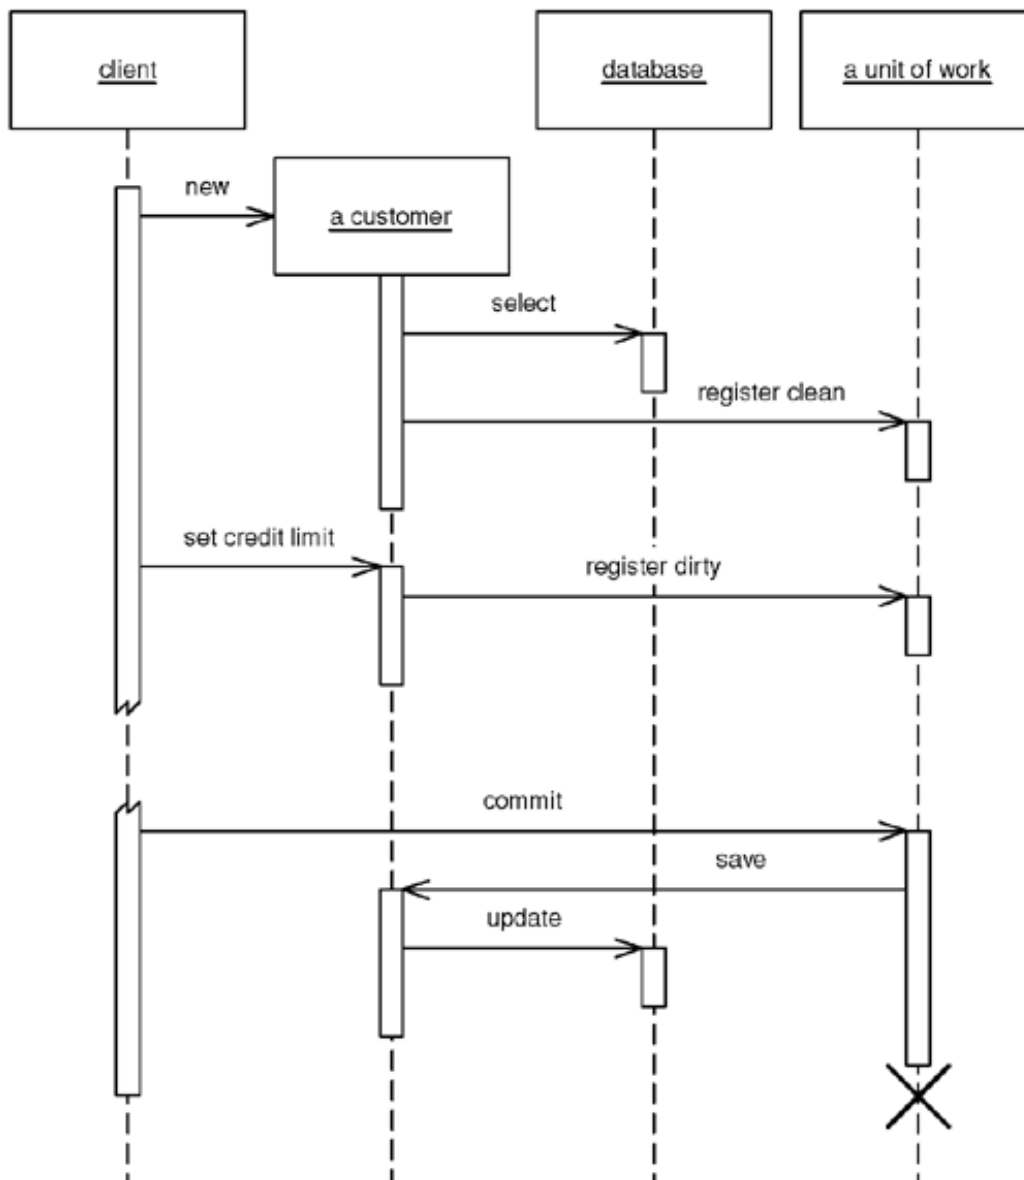 client
database
a unit of work
new
a customer
select
register clean
set credit limit
register dirty
commit
save
update